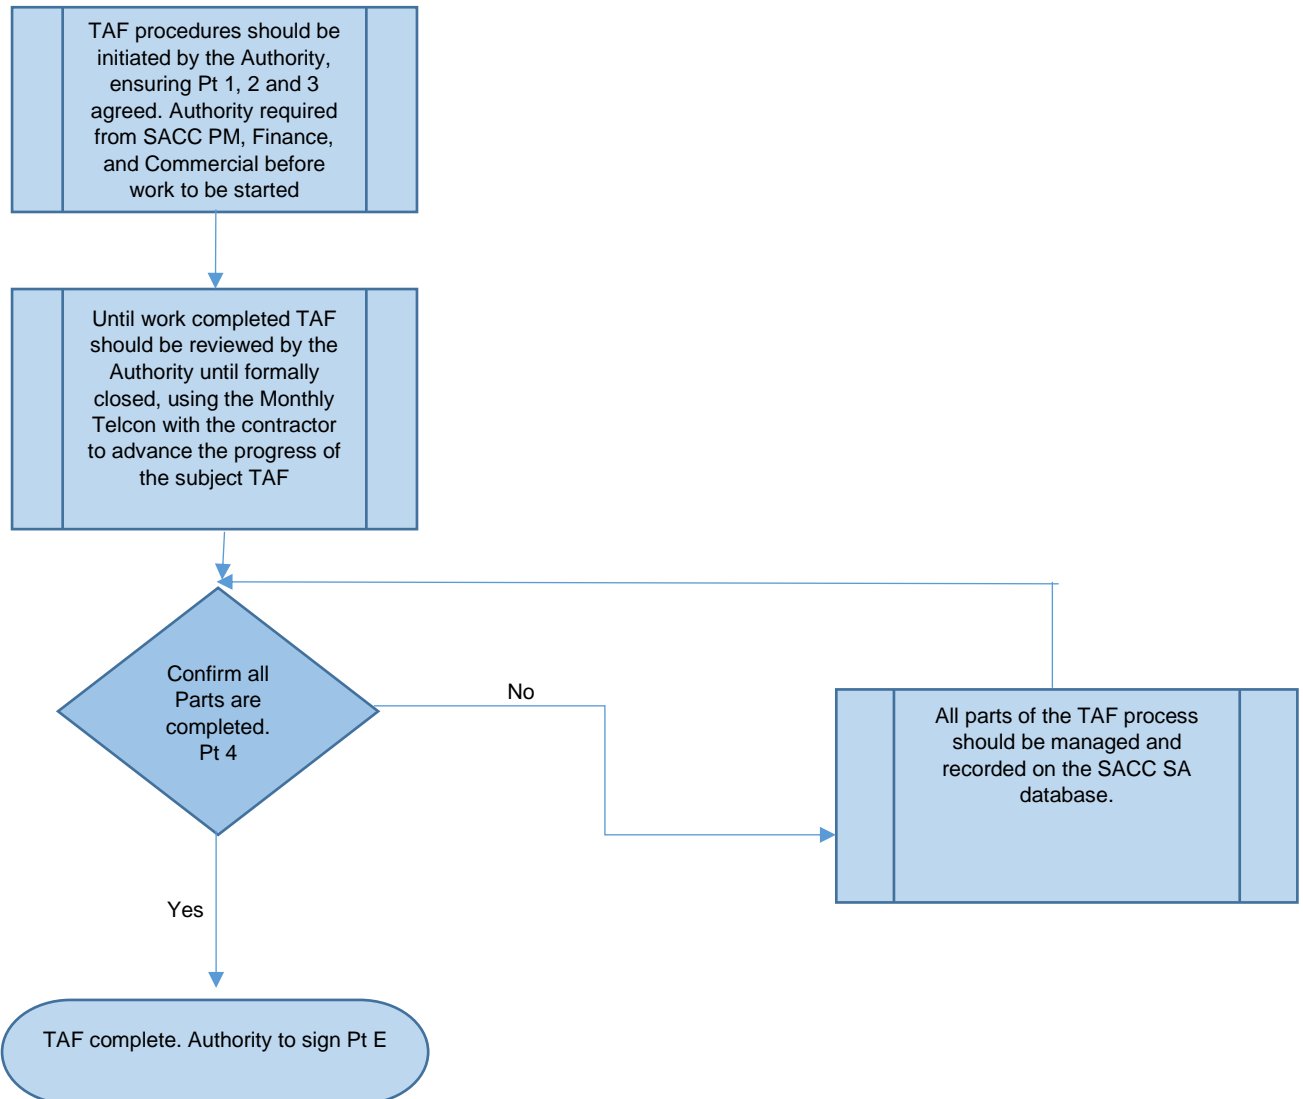 TAF procedures should be
initiated by the Authority,
ensuring Pt 1, 2 and 3
agreed. Authority required
from SACC PM, Finance,
and Commercial before
work to be started
Until work completed TAF
should be reviewed by the
Authority until formally
closed, using the Monthly
Telcon with the contractor
to advance the progress of
the subject TAF
Confirm all
Parts are
completed.
Pt 4
No
All parts of the TAF process
should be managed and
recorded on the SACC SA
database.
Yes
TAF complete. Authority to sign Pt E